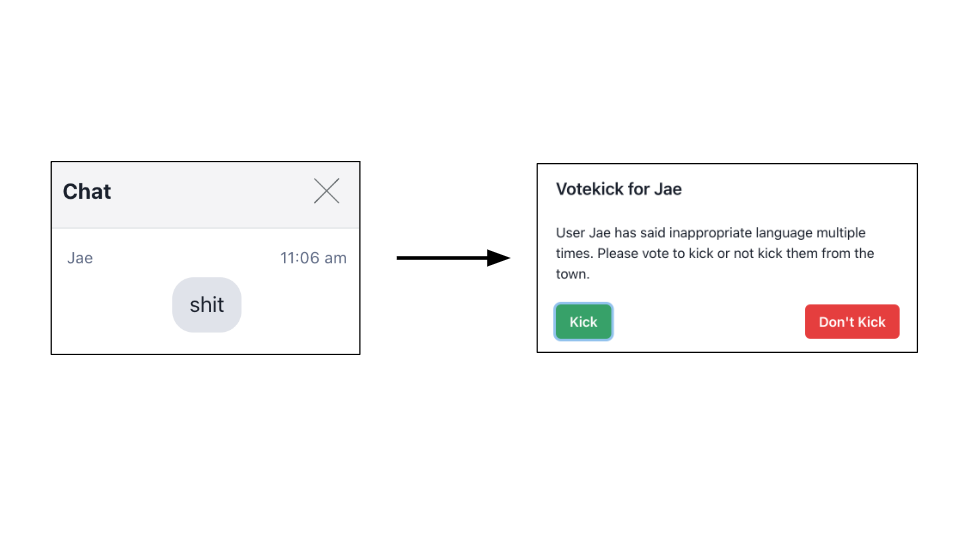 Chat
Jae 11:06 am
shit
Votekick for Jae
User Jae has said inappropriate language multiple
times. Please vote to kick or not kick them from the
town.
Kick Don't Kick